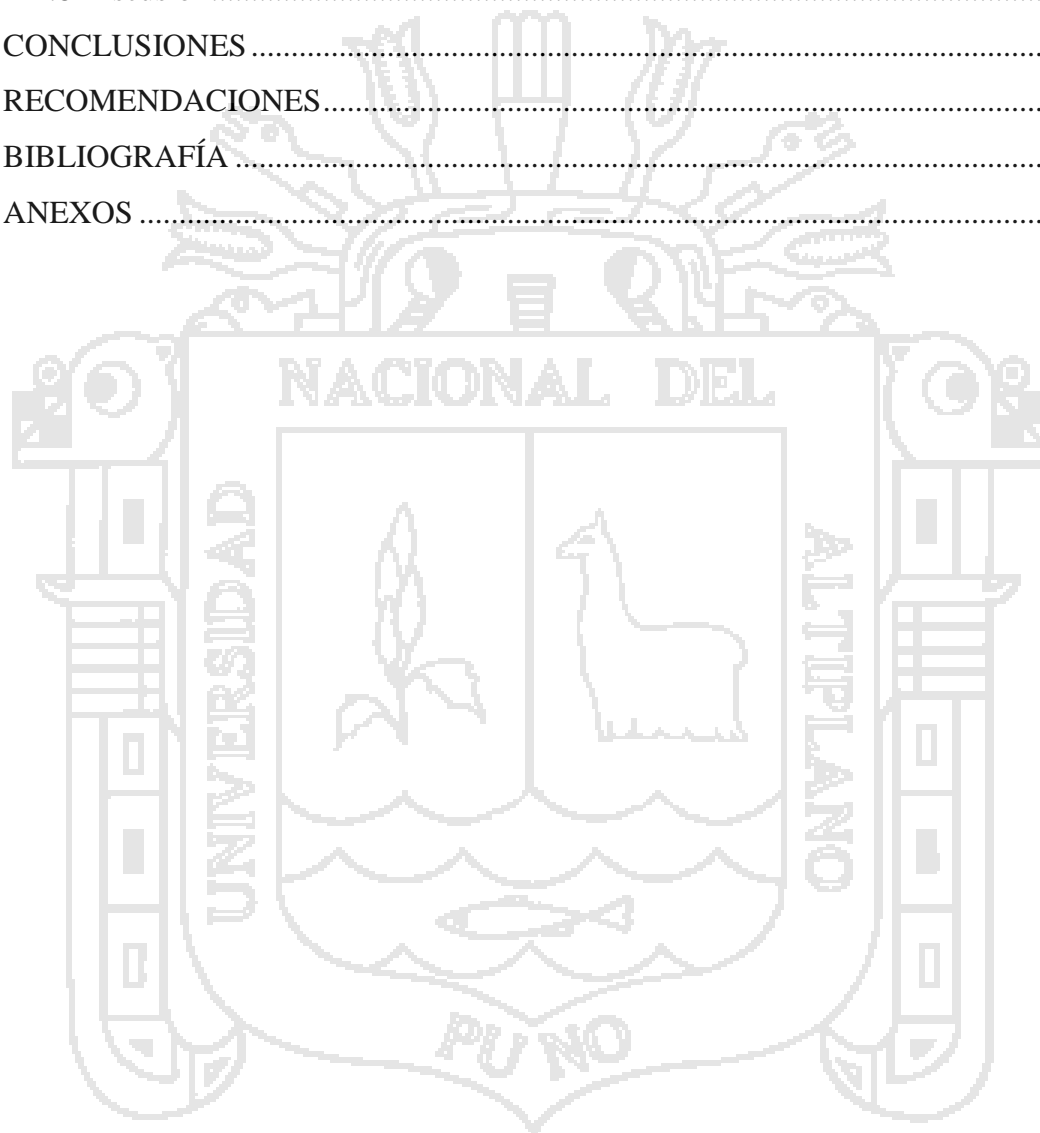 CONCLUSIONES ........................................................
RECOMENDACIONES ........................................................
BIBLIOGRAFÍA ........................................................
ANEXOS ........................................................
NACIONAL DEL
UNIVERSIDAD
ALTIPLANO
PUNO